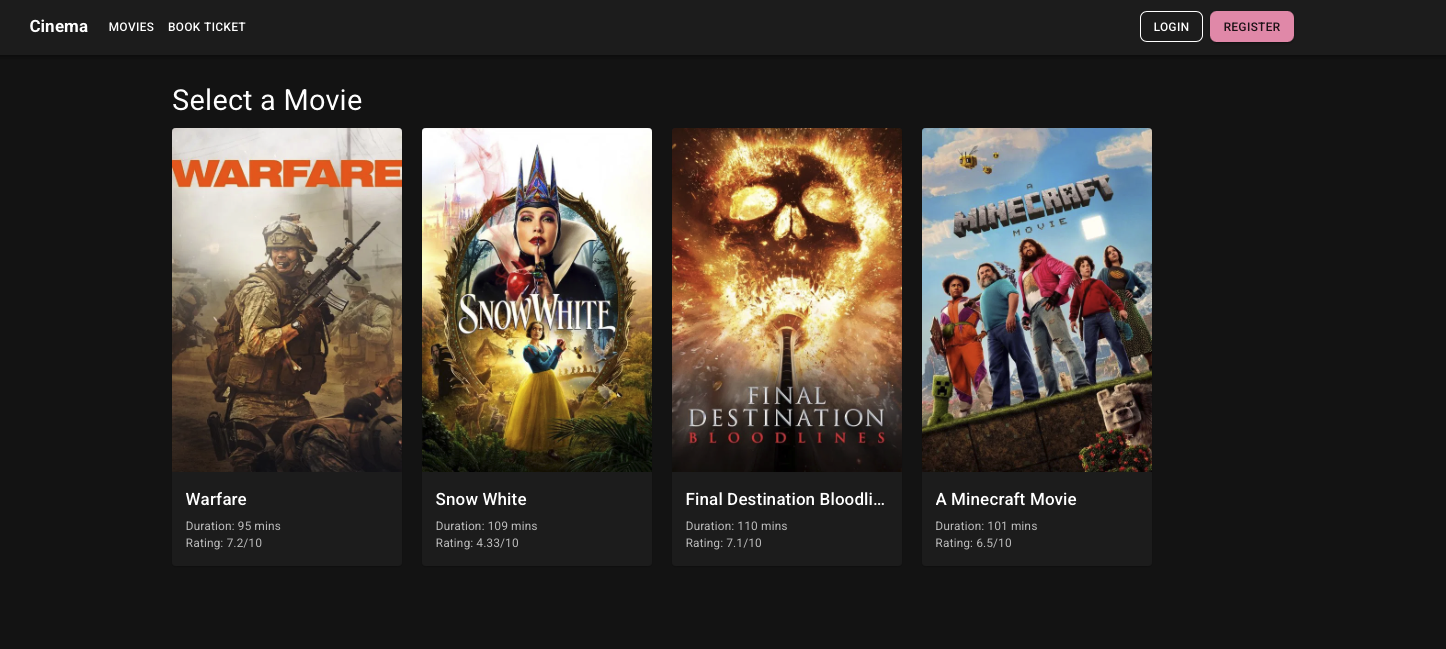 Cinema MOVIES BOOK TICKET LOGIN REGISTER
Select a Movie
WARFARE
SNOW WHITE
FINAL
DESTINATION
BLOODLINES
A
MINECRAFT
MOVIE
Warfare
Duration: 95 mins
Rating: 7.2/10
Snow White
Duration: 109 mins
Rating: 4.33/10
Final Destination Bloodli...
Duration: 110 mins
Rating: 7.1/10
A Minecraft Movie
Duration: 101 mins
Rating: 6.5/10